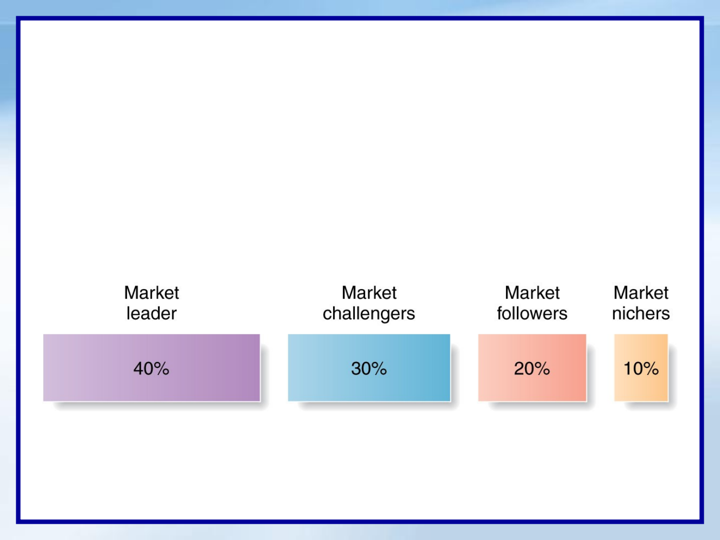 Market
leader
Market
challengers
Market
followers
Market
nichers
40%
30%
20%
10%